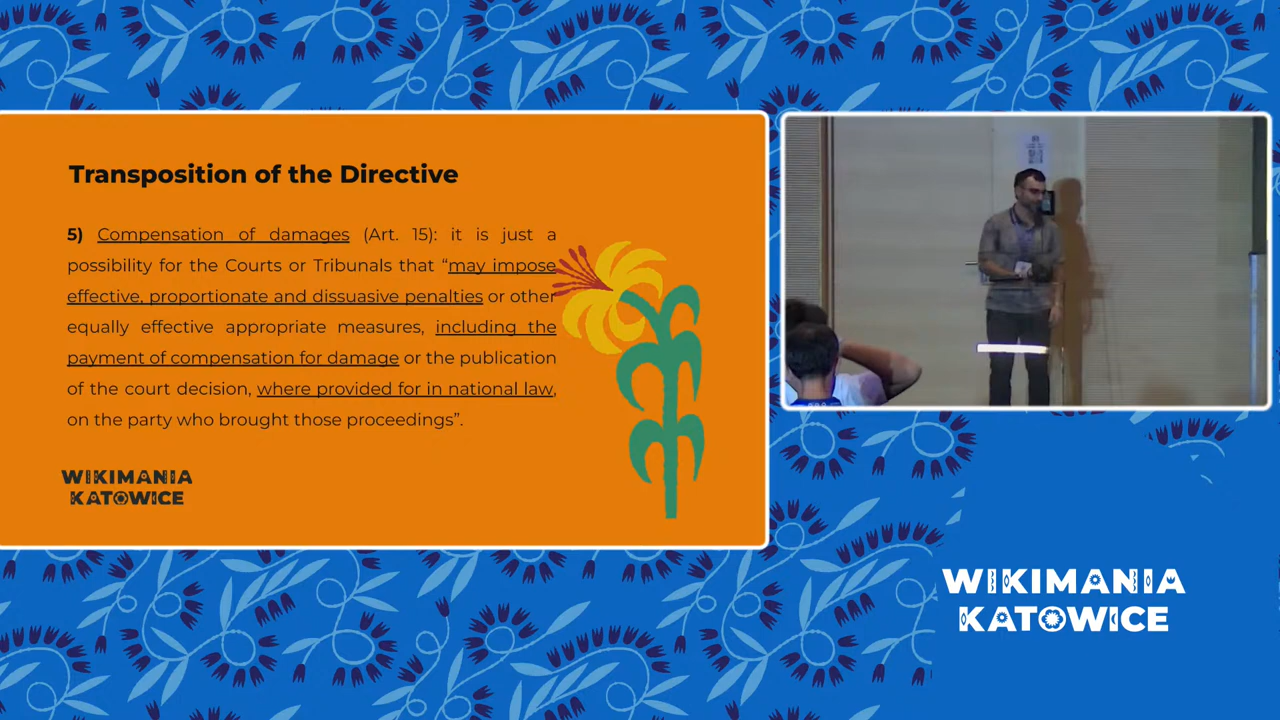 Transposition of the Directive
5) Compensation of damages (Art. 15): it is just a
possibility for the Courts or Tribunals that “may impose
effective, proportionate and dissuasive penalties or other
equally effective appropriate measures, including the
payment of compensation for damage or the publication
of the court decision, where provided for in national law,
on the party who brought those proceedings”.
WIKIMANIA
KATOWICE
WIKIMANIA
KATOWICE